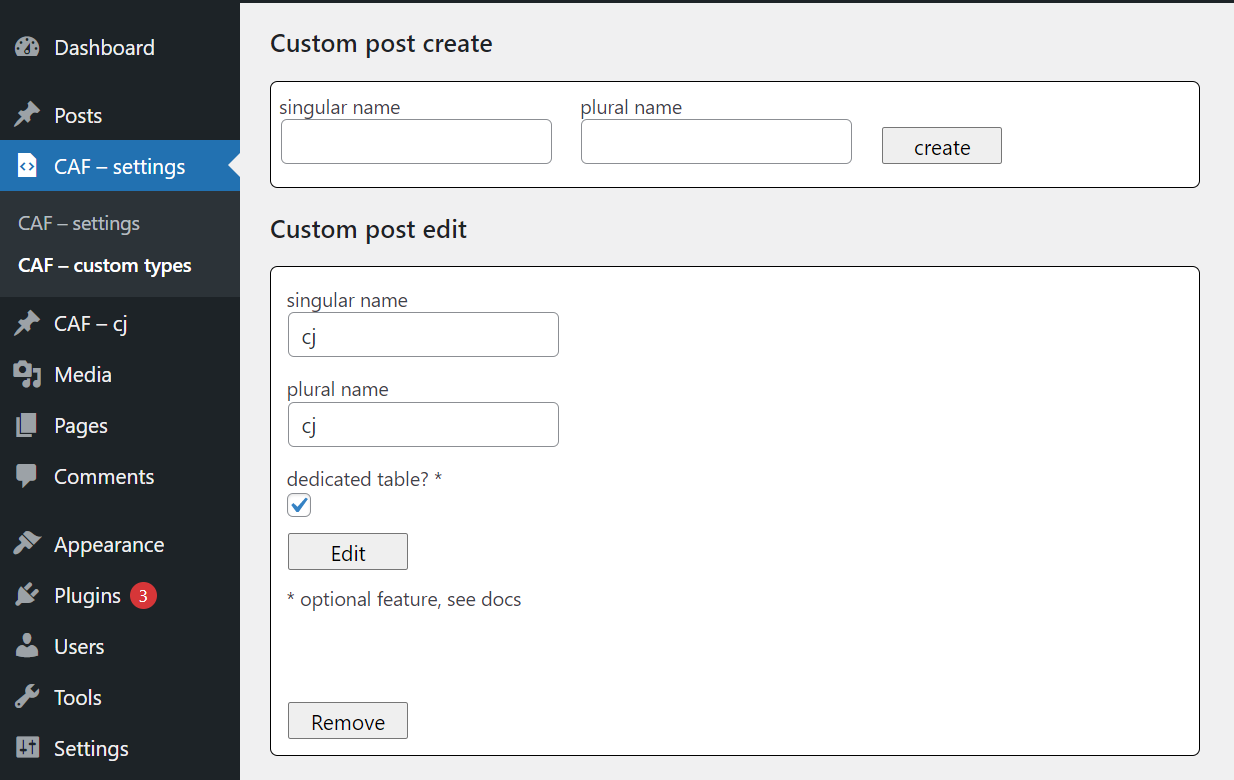 Dashboard
Posts
CAF – settings
CAF – settings
CAF – custom types
CAF – cj
Media
Pages
Comments
Appearance
Plugins 3
Users
Tools
Settings
Custom post create
singular name plural name
create
Custom post edit
singular name
cj
plural name
cj
dedicated table? *
Edit
* optional feature, see docs
Remove